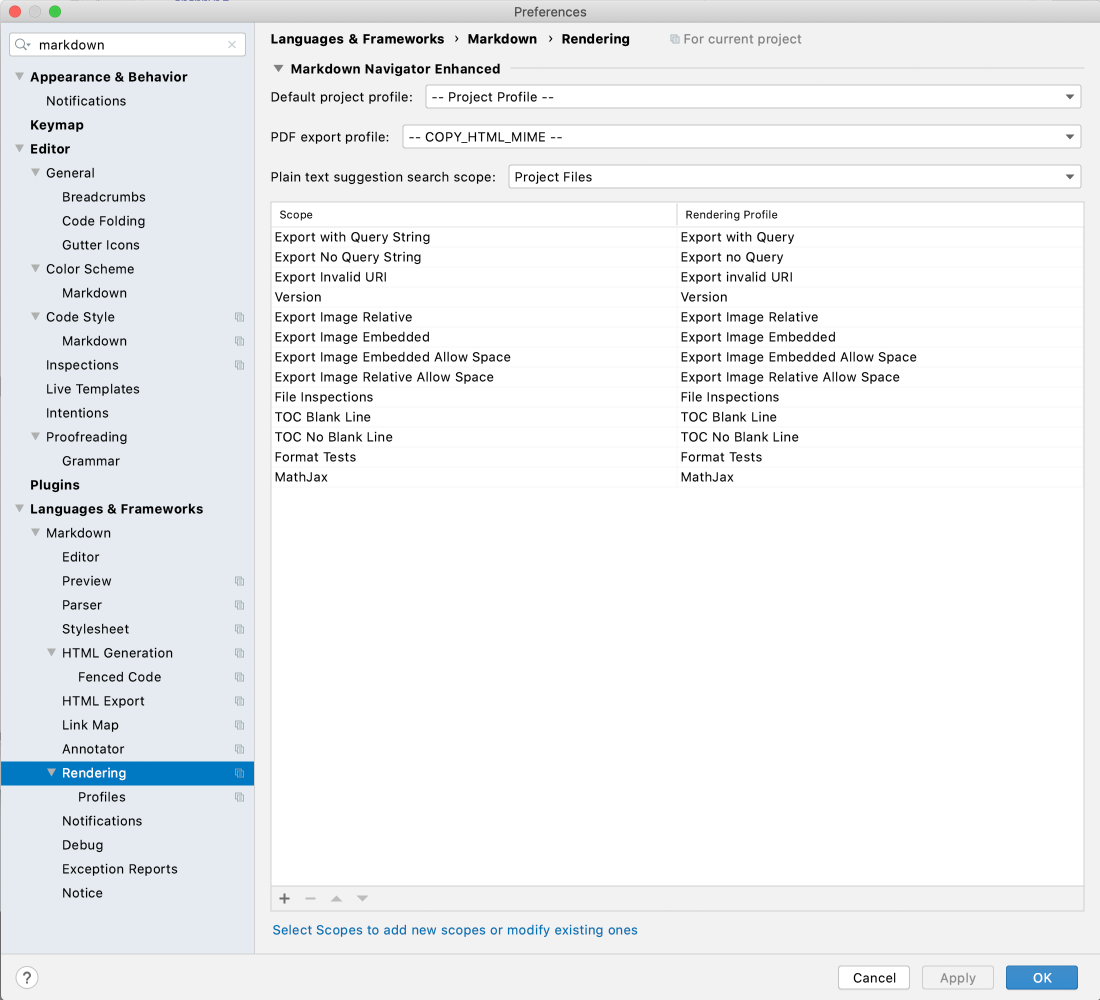 Preferences
markdown
Appearance & Behavior
Notifications
Keymap
Editor
General
Breadcrumbs
Code Folding
Gutter Icons
Color Scheme
Markdown
Code Style
Markdown
Inspections
Live Templates
Intentions
Proofreading
Grammar
Plugins
Languages & Frameworks
Markdown
Editor
Preview
Parser
Stylesheet
HTML Generation
Fenced Code
HTML Export
Link Map
Annotator
Rendering
Profiles
Notifications
Debug
Exception Reports
Notice
Languages & Frameworks › Markdown › Rendering For current project
Markdown Navigator Enhanced
Default project profile: -- Project Profile --
PDF export profile: -- COPY_HTML_MIME --
Plain text suggestion search scope: Project Files
Scope Rendering Profile
Export with Query String Export with Query
Export No Query String Export no Query
Export Invalid URI Export invalid URI
Version Version
Export Image Relative Export Image Relative
Export Image Embedded Export Image Embedded
Export Image Embedded Allow Space Export Image Embedded Allow Space
Export Image Relative Allow Space Export Image Relative Allow Space
File Inspections File Inspections
TOC Blank Line TOC Blank Line
TOC No Blank Line TOC No Blank Line
Format Tests Format Tests
MathJax MathJax
Select Scopes to add new scopes or modify existing ones
? Cancel Apply OK